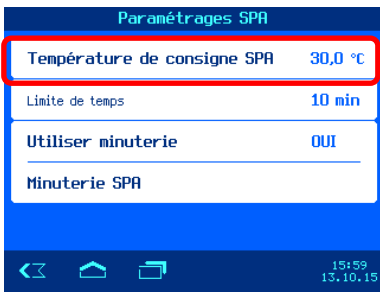 Paramétrages SPA
Température de consigne SPA 30,0 °C
Limite de temps 10 min
Utiliser minuterie OUI
Minuterie SPA
15:59
13.10.15